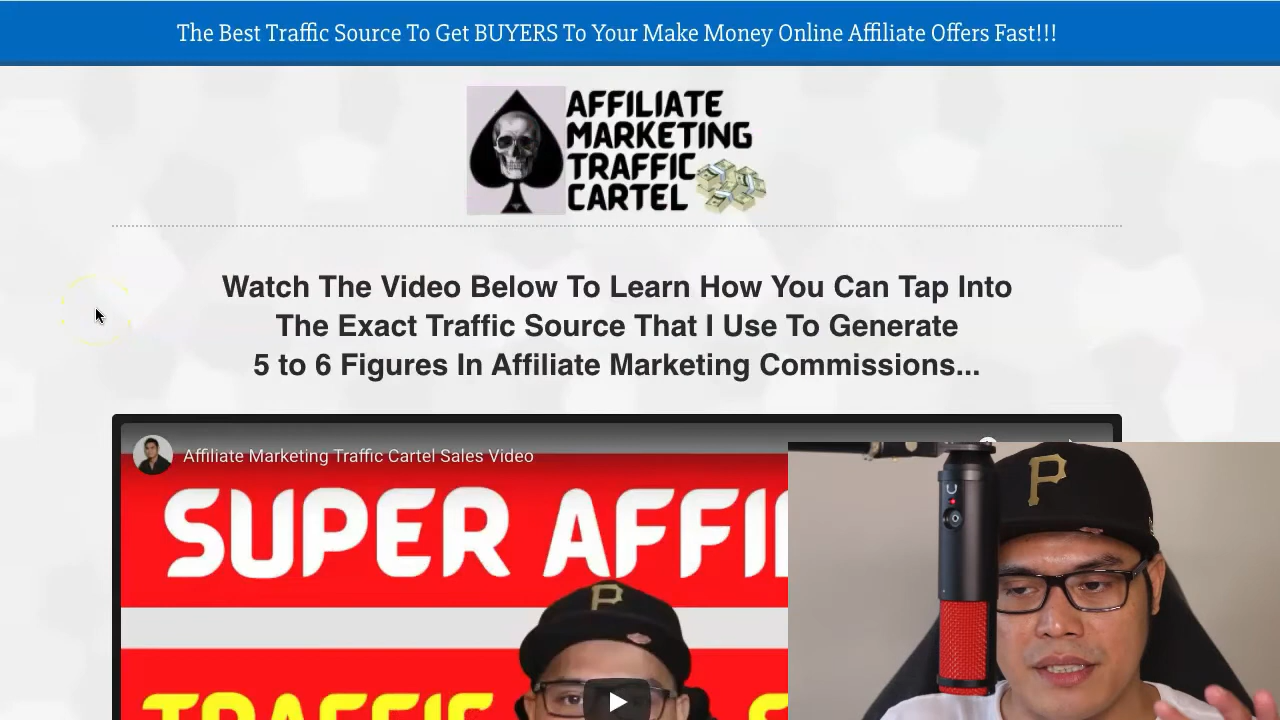 The Best Traffic Source To Get BUYERS To Your Make Money Online Affiliate Offers Fast!!!
AFFILIATE
MARKETING
TRAFFIC
CARTEL
Watch The Video Below To Learn How You Can Tap Into
The Exact Traffic Source That I Use To Generate
5 to 6 Figures In Affiliate Marketing Commissions...
Affiliate Marketing Traffic Cartel Sales Video
SUPER AFFI
P
P
TRAFFIC S